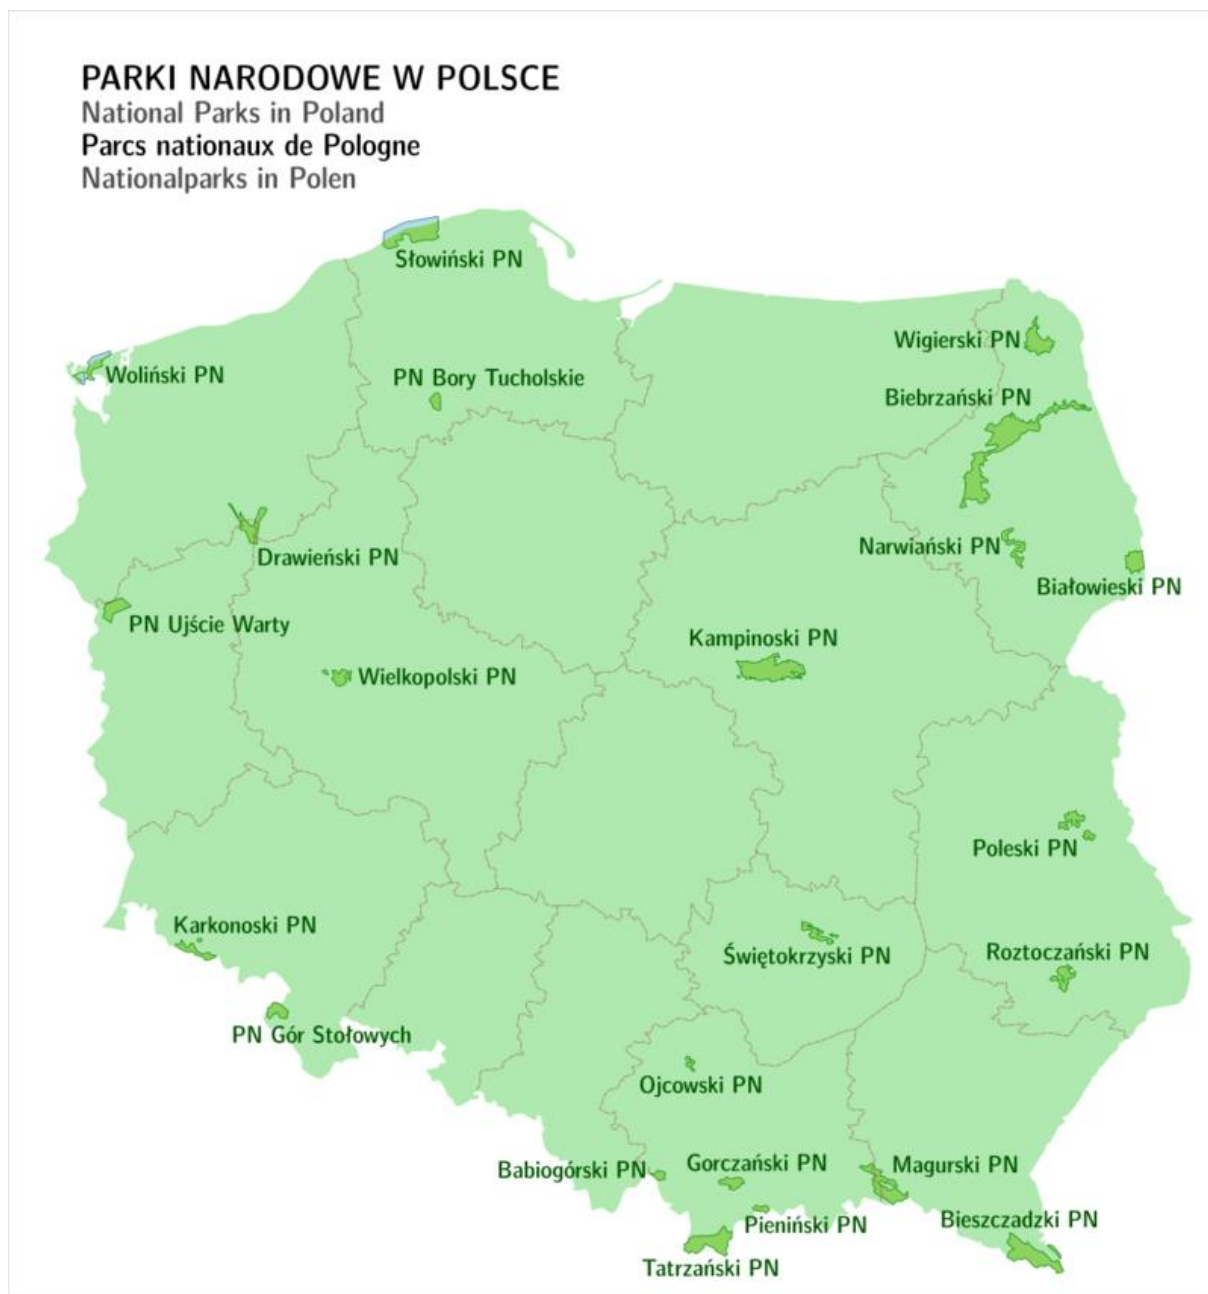 PARKI NARODOWE W POLSCE
National Parks in Poland
Parcs nationaux de Pologne
Nationalparks in Polen
Słowiński PN
Wigierski PN
Woliński PN
PN Bory Tucholskie
Biebrzański PN
Narwiański PN
Drawieński PN
Białowieski PN
PN Ujście Warty
Kampinoski PN
Wielkopolski PN
Poleski PN
Karkonoski PN
Świętokrzyski PN
Roztoczański PN
PN Gór Stołowych
Ojcowski PN
Babiogórski PN
Gorczański PN
Magurski PN
Pieniński PN
Bieszczadzki PN
Tatrzański PN